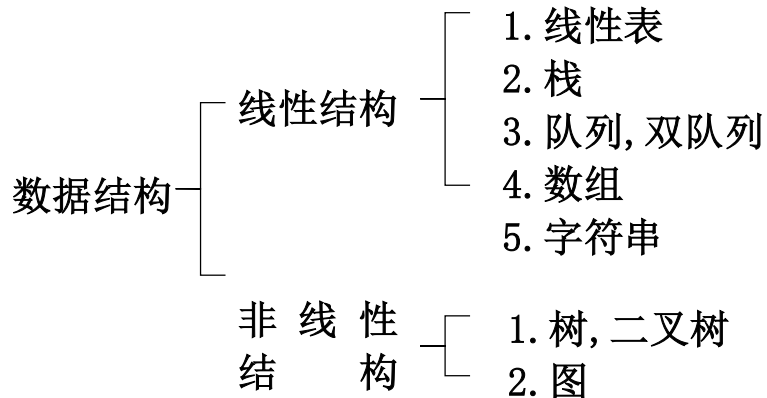 数据结构
线性结构
1.线性表
2.栈
3.队列,双队列
4.数组
5.字符串
非线性
结构
1.树,二叉树
2.图